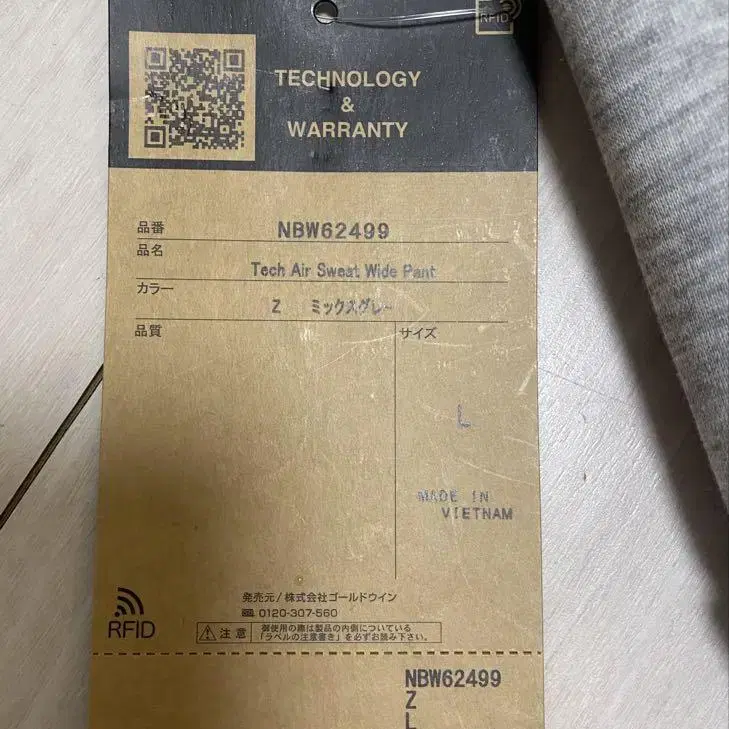 RFID
TECHNOLOGY
&
WARRANTY
品番 NBW62499
品名
Tech Air Sweat Wide Pant
カラー
Z ミックスグレー
品質 サイズ
L
MADE IN
VIETNAM
発売元/株式会社ゴールドウイン
0120-307-560
RFID
注意 御使用の際は製品の内側についている
「ラベルの注意書き」を必ずお読み下さい。
NBW62499
Z
L